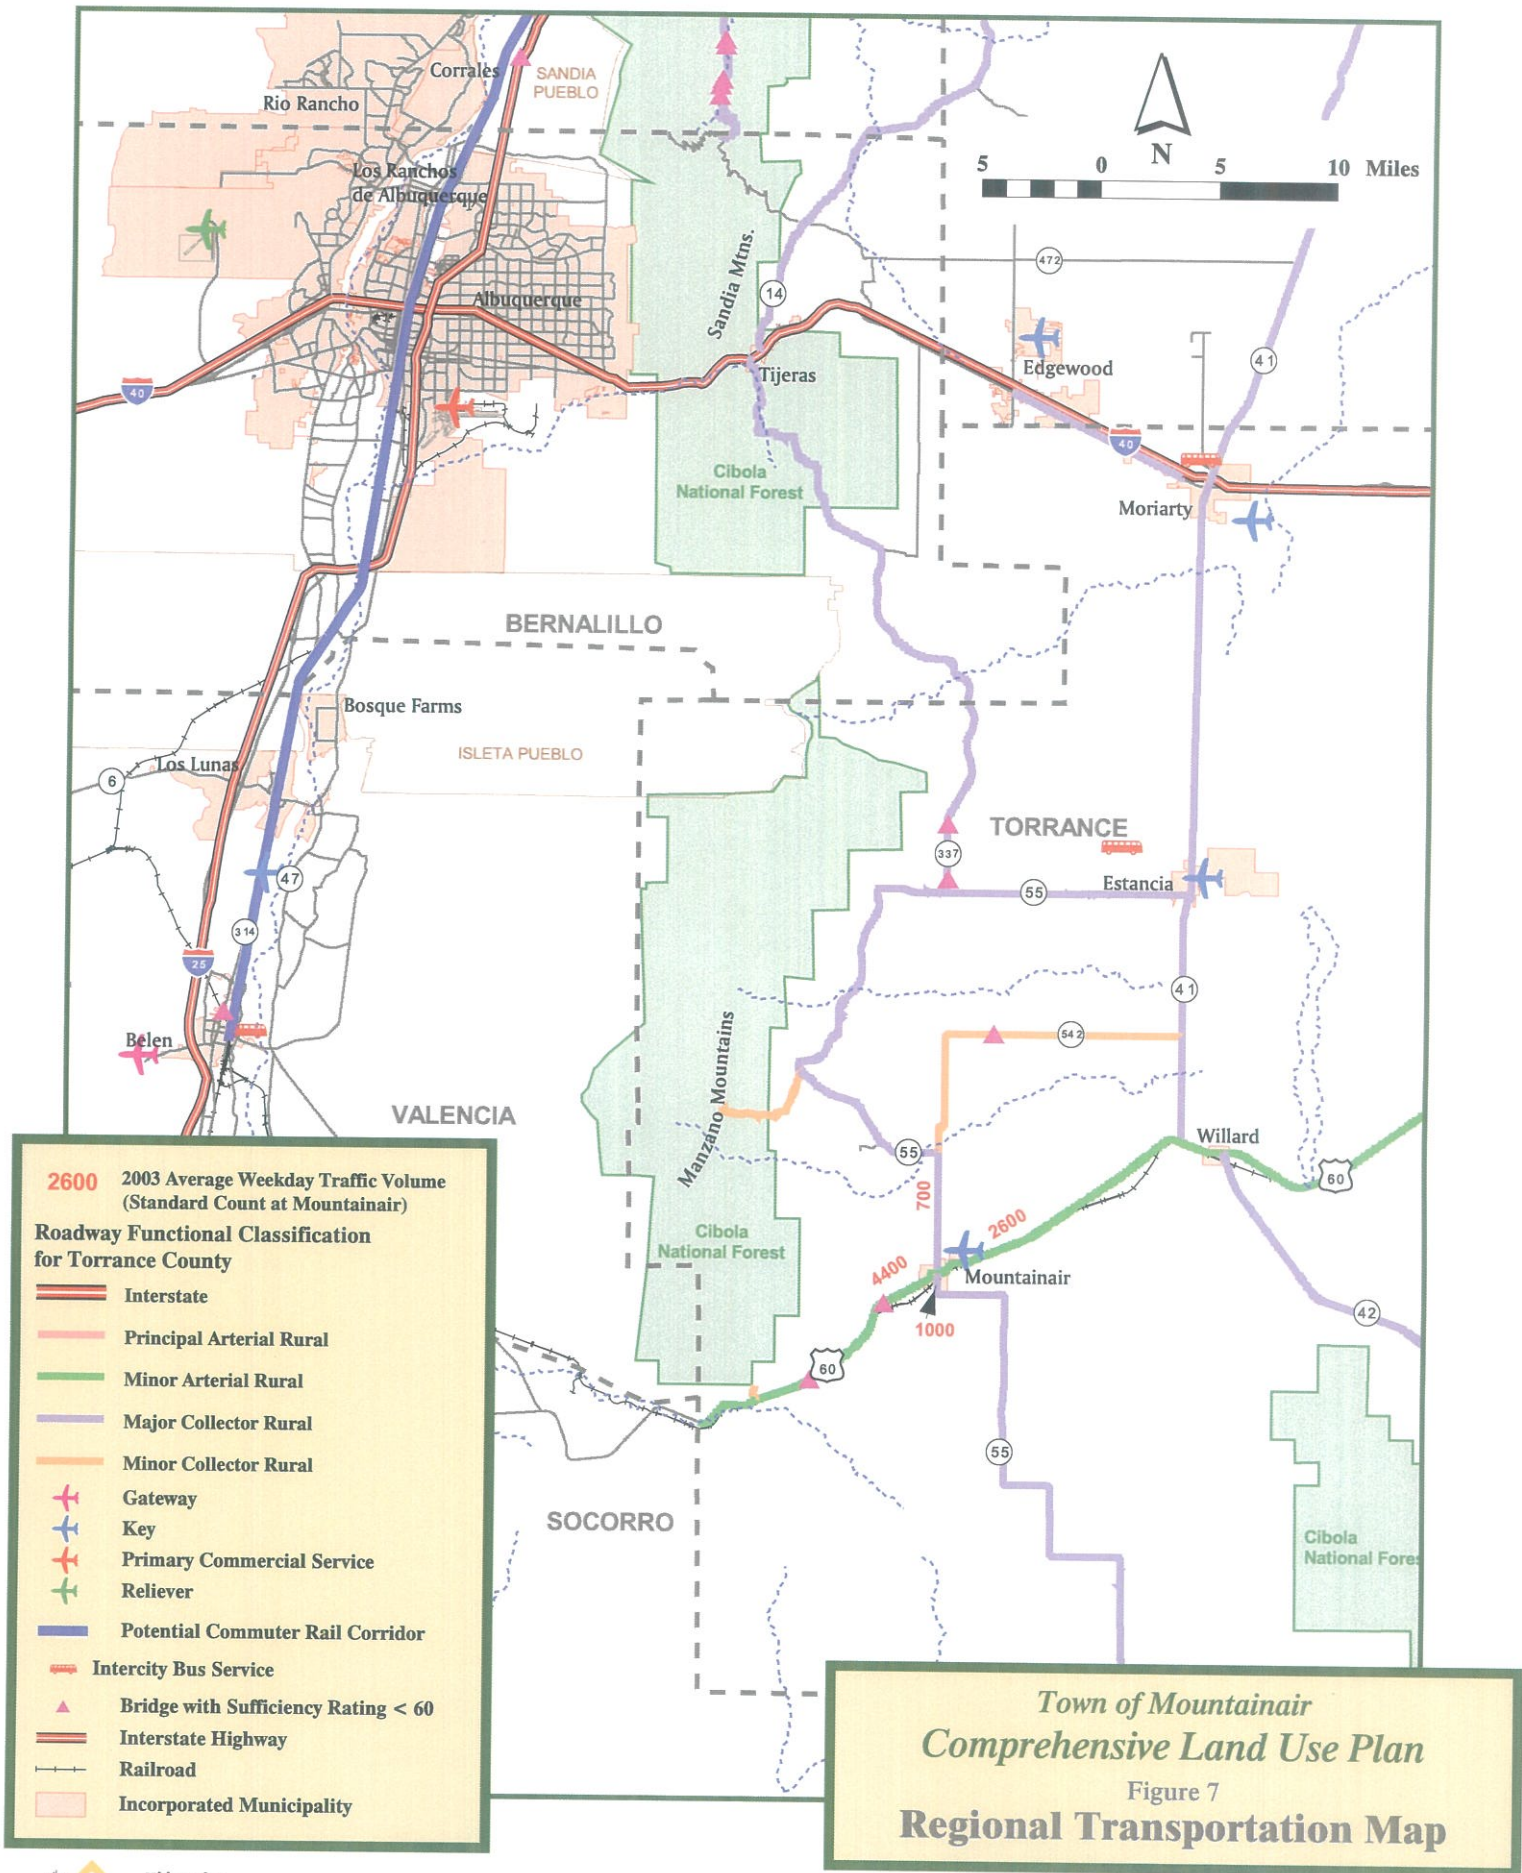 Corrales
SANDIA
PUEBLO
Rio Rancho
Los Ranchos
de Albuquerque
N
5 0 5 10 Miles
472
Sandia Mtns.
14
Albuquerque
41
Edgewood
Tijeras
40
40
Cibola
National Forest
Moriarty
BERNALILLO
Bosque Farms
ISLETA PUEBLO
Los Lunas
6
TORRANCE
337
Estancia
55
47
314
25
41
Belen
542
Manzano Mountains
VALENCIA
55
Willard
60
700
2600
Cibola
National Forest
4400
Mountainair
1000
42
60
55
SOCORRO
Cibola
National Fores
2600 2003 Average Weekday Traffic Volume
(Standard Count at Mountainair)
Roadway Functional Classification
for Torrance County
Interstate
Principal Arterial Rural
Minor Arterial Rural
Major Collector Rural
Minor Collector Rural
Gateway
Key
Primary Commercial Service
Reliever
Potential Commuter Rail Corridor
Intercity Bus Service
Bridge with Sufficiency Rating < 60
Interstate Highway
Railroad
Incorporated Municipality
Town of Mountainair
Comprehensive Land Use Plan
Figure 7
Regional Transportation Map